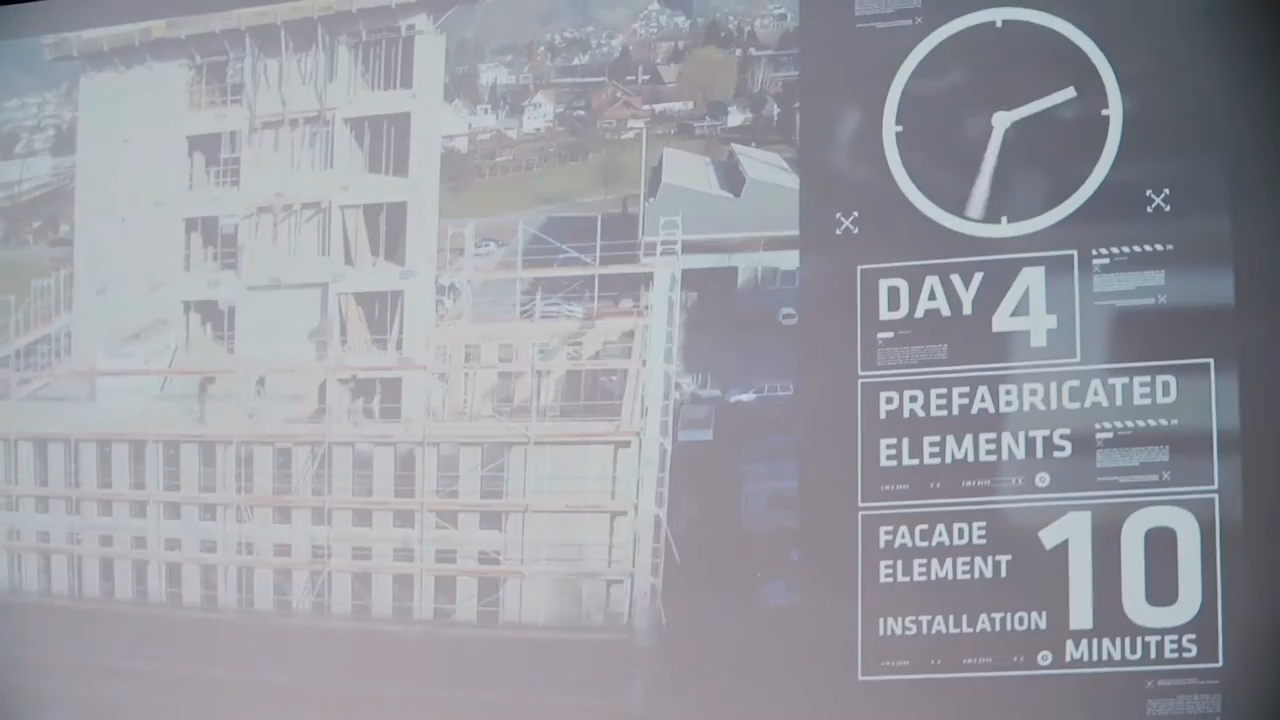 DAY 4
PREFABRICATED
ELEMENTS
FACADE
ELEMENT
INSTALLATION
10
MINUTES